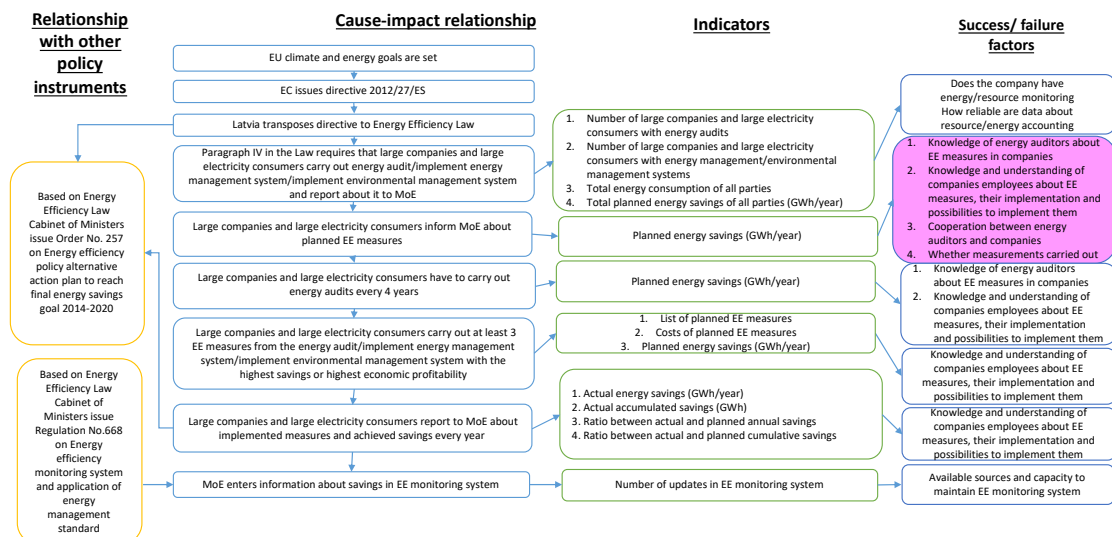 Relationship
with other
policy
instruments
Cause-impact relationship
Indicators
Success/ failure
factors
EU climate and energy goals are set
EC issues directive 2012/27/ES
Latvia transposes directive to Energy Efficiency Law
Paragraph IV in the Law requires that large companies and large
electricity consumers carry out energy audit/implement energy
management system/implement environmental management system
and report about it to MoE
Large companies and large electricity consumers inform MoE about
planned EE measures
Large companies and large electricity consumers have to carry out
energy audits every 4 years
Large companies and large electricity consumers carry out at least 3
EE measures from the energy audit/implement energy management
system/implement environmental management system with the
highest savings or highest economic profitability
Large companies and large electricity consumers report to MoE about
implemented measures and achieved savings every year
MoE enters information about savings in EE monitoring system
Based on Energy
Efficiency Law
Cabinet of Ministers
issue Order No. 257
on Energy efficiency
policy alternative
action plan to reach
final energy savings
goal 2014-2020
Based on Energy
Efficiency Law
Cabinet of
Ministers issue
Regulation No.668
on Energy
efficiency
monitoring system
and application of
energy
management
standard
1. Number of large companies and large electricity
consumers with energy audits
2. Number of large companies and large electricity
consumers with energy management/environmental
management systems
3. Total energy consumption of all parties
4. Total planned energy savings of all parties (GWh/year)
Planned energy savings (GWh/year)
Planned energy savings (GWh/year)
1. List of planned EE measures
2. Costs of planned EE measures
3. Planned energy savings (GWh/year)
1. Actual energy savings (GWh/year)
2. Actual accumulated savings (GWh)
3. Ratio between actual and planned annual savings
4. Ratio between actual and planned cumulative savings
Number of updates in EE monitoring system
Does the company have
energy/resource monitoring
How reliable are data about
resource/energy accounting
1. Knowledge of energy auditors about
EE measures in companies
2. Knowledge and understanding of
companies employees about EE
measures, their implementation
and possibilities to implement them
3. Cooperation between energy
auditors and companies
4. Whether measurements carried out
1. Knowledge of energy auditors
about EE measures in companies
2. Knowledge and understanding of
companies employees about EE
measures, their implementation
and possibilities to implement them
Knowledge and understanding of
companies employees about EE
measures, their implementation and
possibilities to implement them
Knowledge and understanding of
companies employees about EE
measures, their implementation and
possibilities to implement them
Available sources and capacity to
maintain EE monitoring system